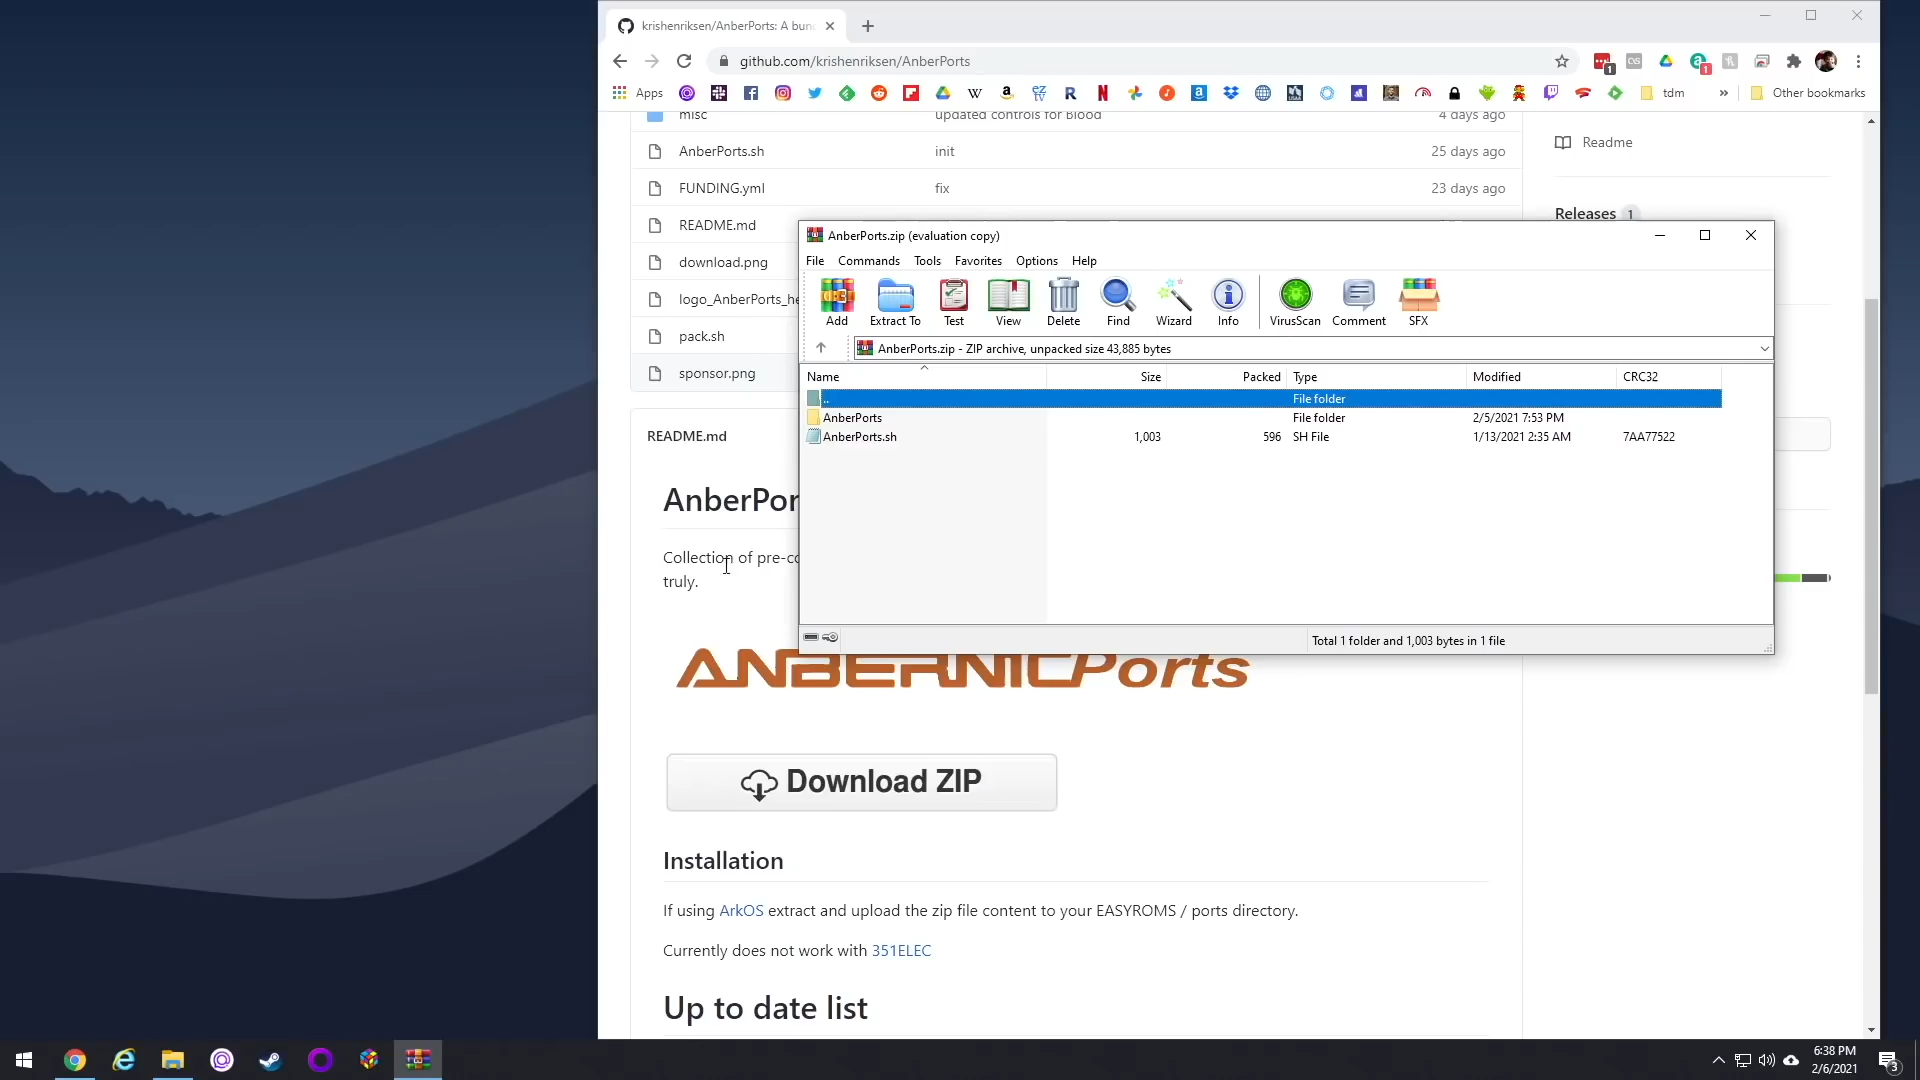 krishenriksen/AnberPorts: A bun
github.com/krishenriksen/AnberPorts
Apps
tdm
Other bookmarks
misc
updated controls for Blood
4 days ago
AnberPorts.sh
init
25 days ago
FUNDING.yml
fix
23 days ago
README.md
download.png
logo_AnberPorts_he
pack.sh
sponsor.png
Readme
Releases 1
AnberPorts.zip (evaluation copy)
File Commands Tools Favorites Options Help
Add Extract To Test View Delete Find Wizard Info VirusScan Comment SFX
AnberPorts.zip - ZIP archive, unpacked size 43,885 bytes
Name Size Packed Type Modified CRC32
.. File folder
AnberPorts File folder 2/5/2021 7:53 PM
AnberPorts.sh 1,003 596 SH File 1/13/2021 2:35 AM 7AA77522
Total 1 folder and 1,003 bytes in 1 file
README.md
AnberPor
Collection of pre-co
truly.
ANBERNICPorts
Download ZIP
Installation
If using ArkOS extract and upload the zip file content to your EASYROMS / ports directory.
Currently does not work with 351ELEC
Up to date list
6:38 PM
2/6/2021
3